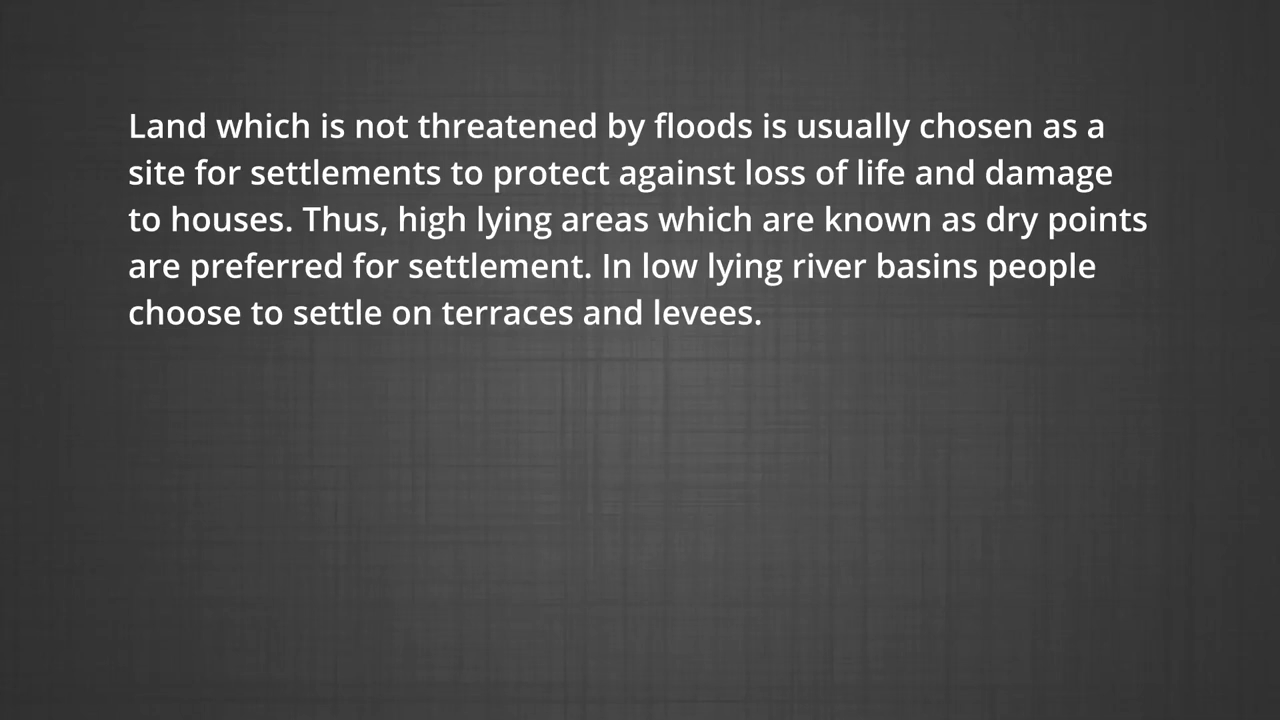 Land which is not threatened by floods is usually chosen as a
site for settlements to protect against loss of life and damage
to houses. Thus, high lying areas which are known as dry points
are preferred for settlement. In low lying river basins people
choose to settle on terraces and levees.